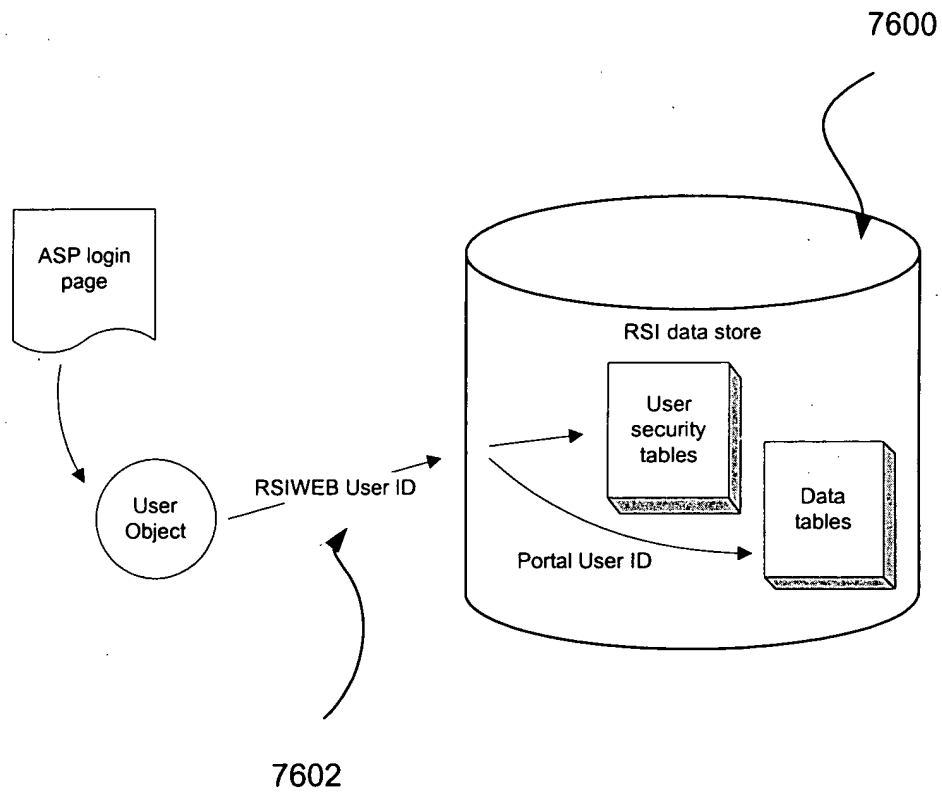 7600
ASP login
page
RSI data store
User
security
tables
RSIWEB User ID
User
Object
Data
tables
Portal User ID
7602